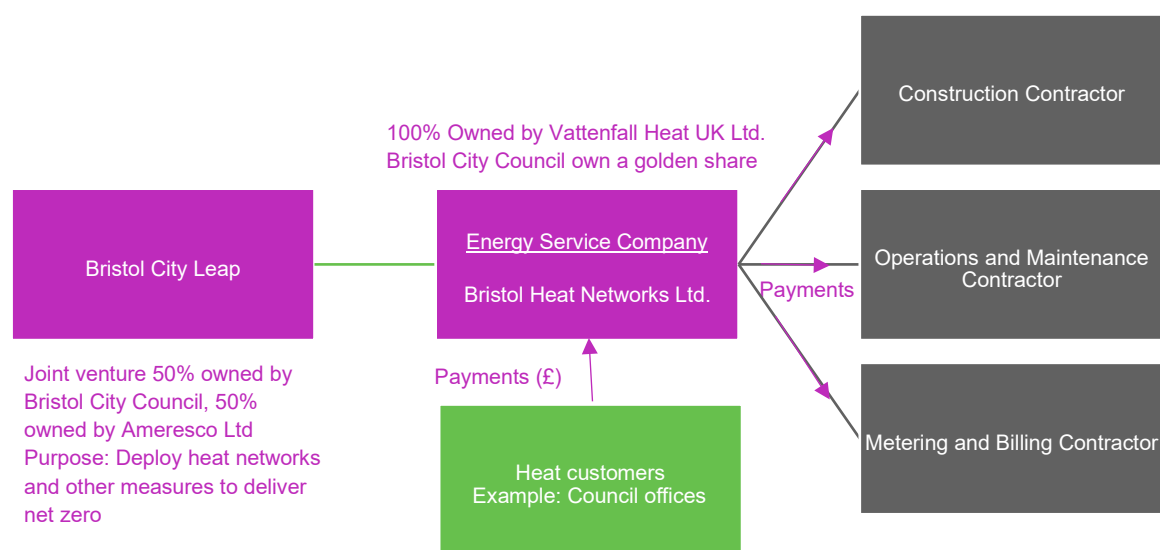 Construction Contractor
100% Owned by Vattenfall Heat UK Ltd.
Bristol City Council own a golden share
Bristol City Leap
Energy Service Company
Bristol Heat Networks Ltd.
Operations and Maintenance
Contractor
Payments
Joint venture 50% owned by
Bristol City Council, 50%
owned by Ameresco Ltd
Purpose: Deploy heat networks
and other measures to deliver
net zero
Payments (£)
Heat customers
Example: Council offices
Metering and Billing Contractor